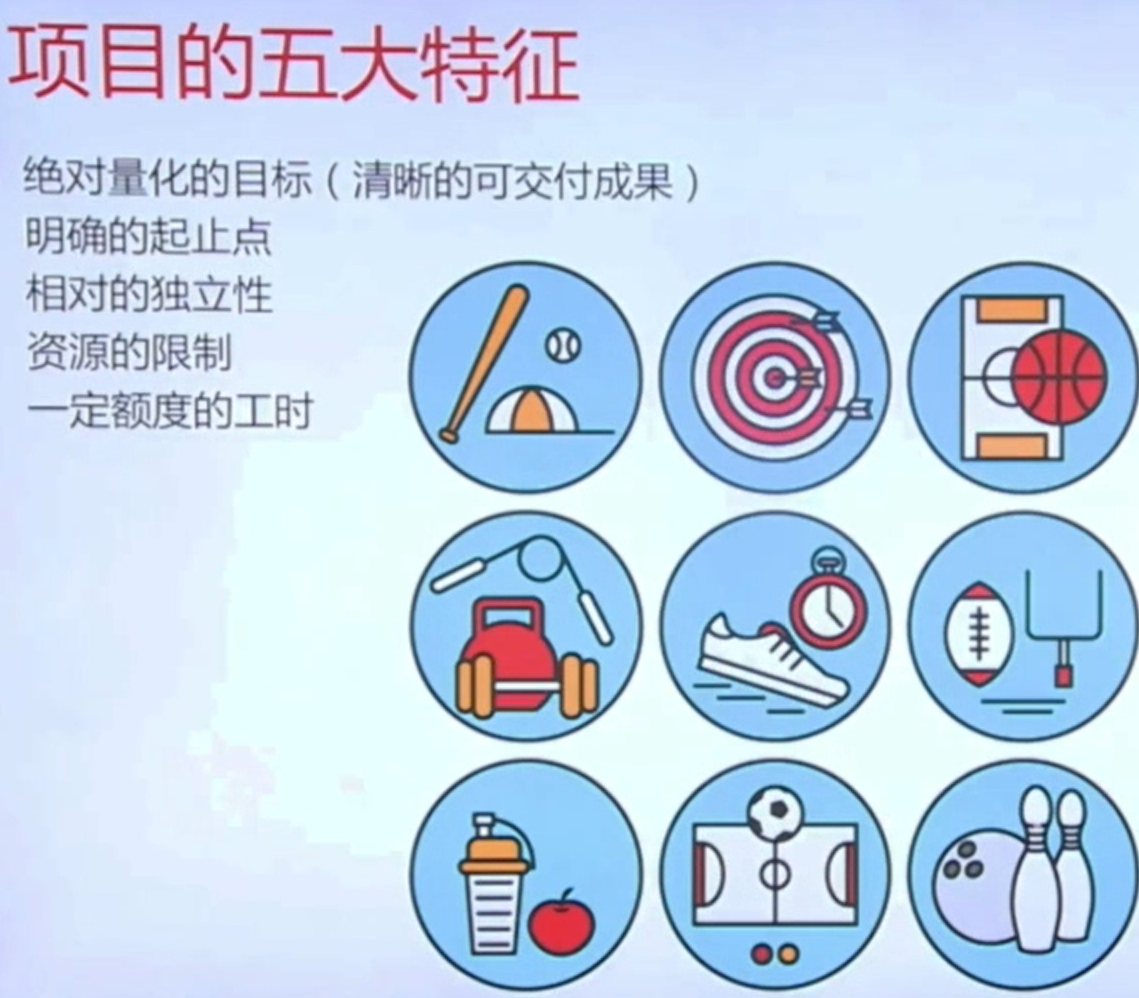 项目的五大特征
绝对量化的目标(清晰的可交付成果)
明确的起止点
相对的独立性
资源的限制
一定额度的工时